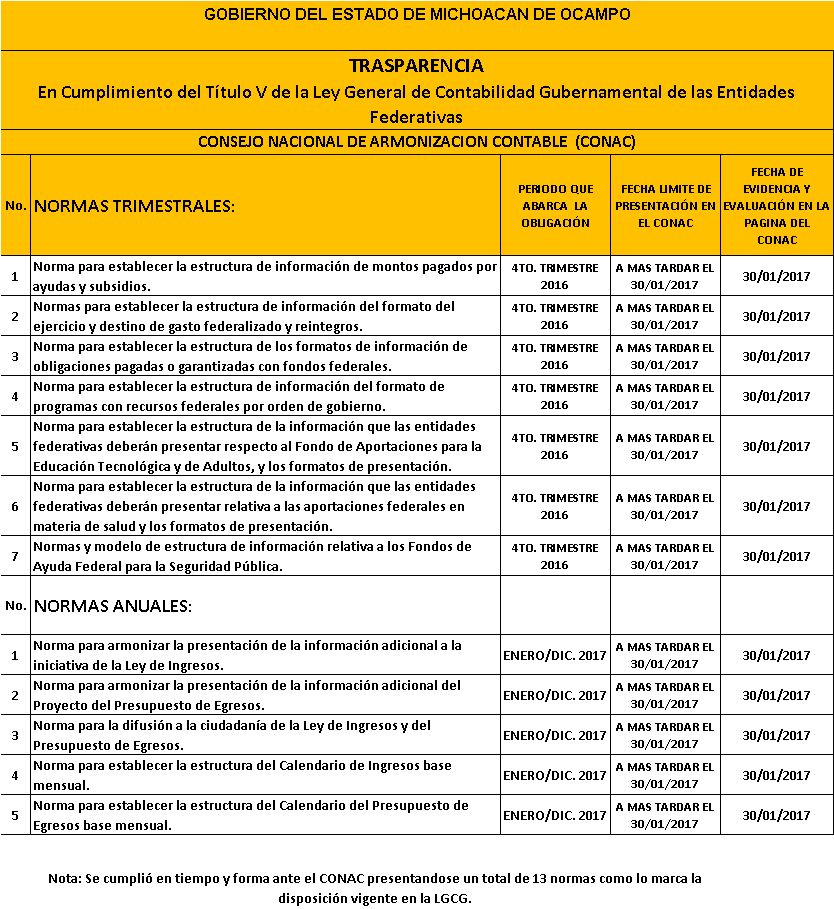 GOBIERNO DEL ESTADO DE MICHOACAN DE OCAMPO
TRASPARENCIA
En Cumplimiento del Título V de la Ley General de Contabilidad Gubernamental de las Entidades
Federativas
CONSEJO NACIONAL DE ARMONIZACION CONTABLE (CONAC)
No.
NORMAS TRIMESTRALES:
PERIODO QUE
ABARCA LA
OBLIGACIÓN
FECHA LIMITE DE
PRESENTACIÓN EN
EL CONAC
FECHA DE
EVIDENCIA Y
EVALUACIÓN EN LA
PAGINA DEL
CONAC
1
Norma para establecer la estructura de información de montos pagados por
ayudas y subsidios.
4TO. TRIMESTRE
2016
A MAS TARDAR EL
30/01/2017
30/01/2017
2
Normas para establecer la estructura de información del formato del
ejercicio y destino de gasto federalizado y reintegros.
4TO. TRIMESTRE
2016
A MAS TARDAR EL
30/01/2017
30/01/2017
3
Norma para establecer la estructura de los formatos de información de
obligaciones pagadas o garantizadas con fondos federales.
4TO. TRIMESTRE
2016
A MAS TARDAR EL
30/01/2017
30/01/2017
4
Norma para establecer la estructura de información del formato de
programas con recursos federales por orden de gobierno.
4TO. TRIMESTRE
2016
A MAS TARDAR EL
30/01/2017
30/01/2017
5
Norma para establecer la estructura de la información que las entidades
federativas deberán presentar respecto al Fondo de Aportaciones para la
Educación Tecnológica y de Adultos, y los formatos de presentación.
4TO. TRIMESTRE
2016
A MAS TARDAR EL
30/01/2017
30/01/2017
6
Norma para establecer la estructura de la información que las entidades
federativas deberán presentar relativa a las aportaciones federales en
materia de salud y los formatos de presentación.
4TO. TRIMESTRE
2016
A MAS TARDAR EL
30/01/2017
30/01/2017
7
Normas y modelo de estructura de información relativa a los Fondos de
Ayuda Federal para la Seguridad Pública.
4TO. TRIMESTRE
2016
A MAS TARDAR EL
30/01/2017
30/01/2017
No.
NORMAS ANUALES:
1
Norma para armonizar la presentación de la información adicional a la
iniciativa de la Ley de Ingresos.
ENERO/DIC. 2017
A MAS TARDAR EL
30/01/2017
30/01/2017
2
Norma para armonizar la presentación de la información adicional del
Proyecto del Presupuesto de Egresos.
ENERO/DIC. 2017
A MAS TARDAR EL
30/01/2017
30/01/2017
3
Norma para la difusión a la ciudadanía de la Ley de Ingresos y del
Presupuesto de Egresos.
ENERO/DIC. 2017
A MAS TARDAR EL
30/01/2017
30/01/2017
4
Norma para establecer la estructura del Calendario de Ingresos base
mensual.
ENERO/DIC. 2017
A MAS TARDAR EL
30/01/2017
30/01/2017
5
Norma para establecer la estructura del Calendario del Presupuesto de
Egresos base mensual.
ENERO/DIC. 2017
A MAS TARDAR EL
30/01/2017
30/01/2017
Nota: Se cumplió en tiempo y forma ante el CONAC presentandose un total de 13 normas como lo marca la
disposición vigente en la LGCG.